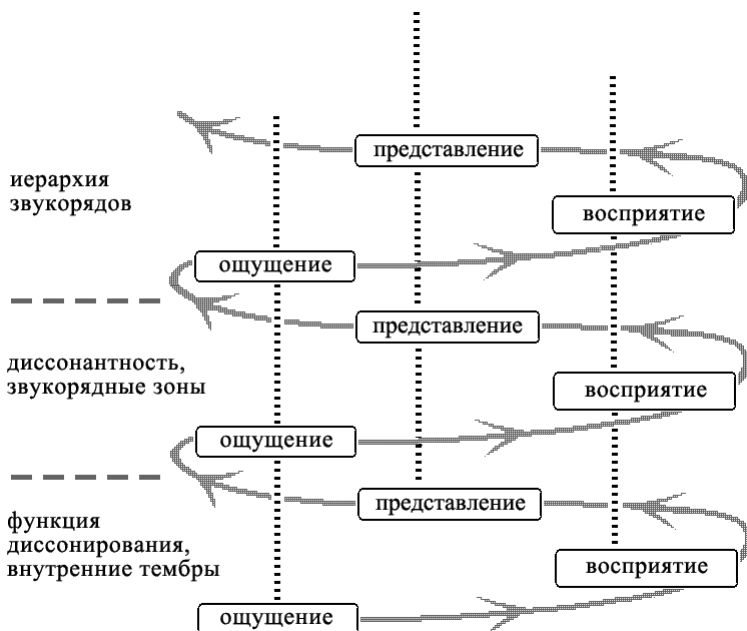 представление
иерархия
звукорядов
восприятие
ощущение
представление
диссонантность,
звукорядные зоны
восприятие
ощущение
представление
функция
диссонирования,
внутренние тембры
восприятие
ощущение